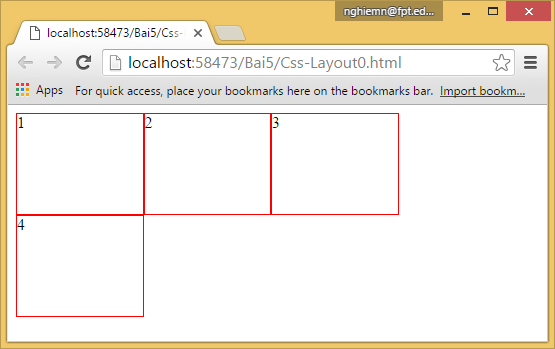 nghiemn@fpt.ed...
localhost:58473/Bai5/Css-
localhost:58473/Bai5/Css-Layout0.html
Apps For quick access, place your bookmarks here on the bookmarks bar. Import bookm...
1 2 3
4